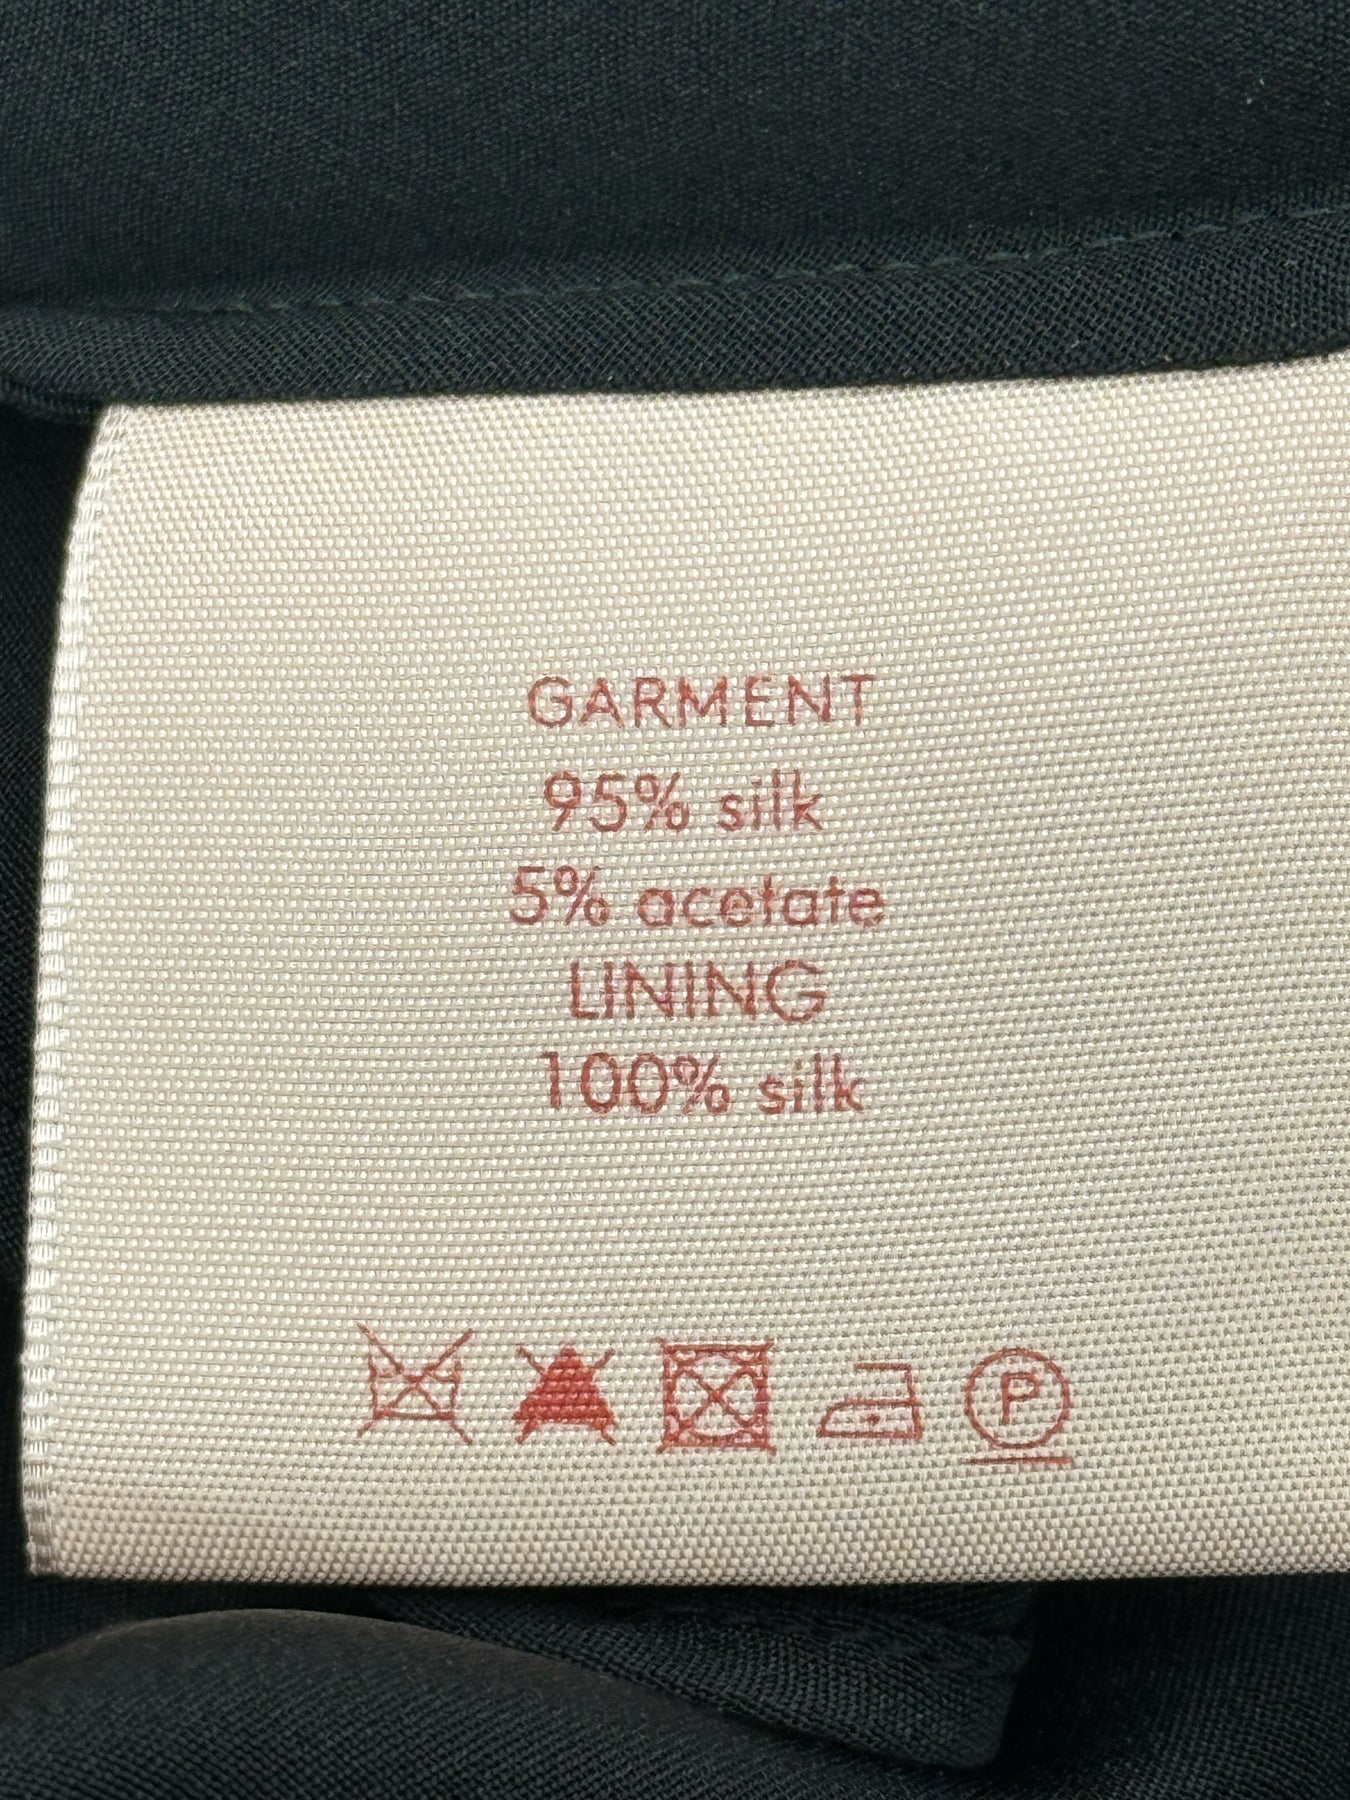 GARMENT
95% silk
5% acetate
LINING
100% silk
P